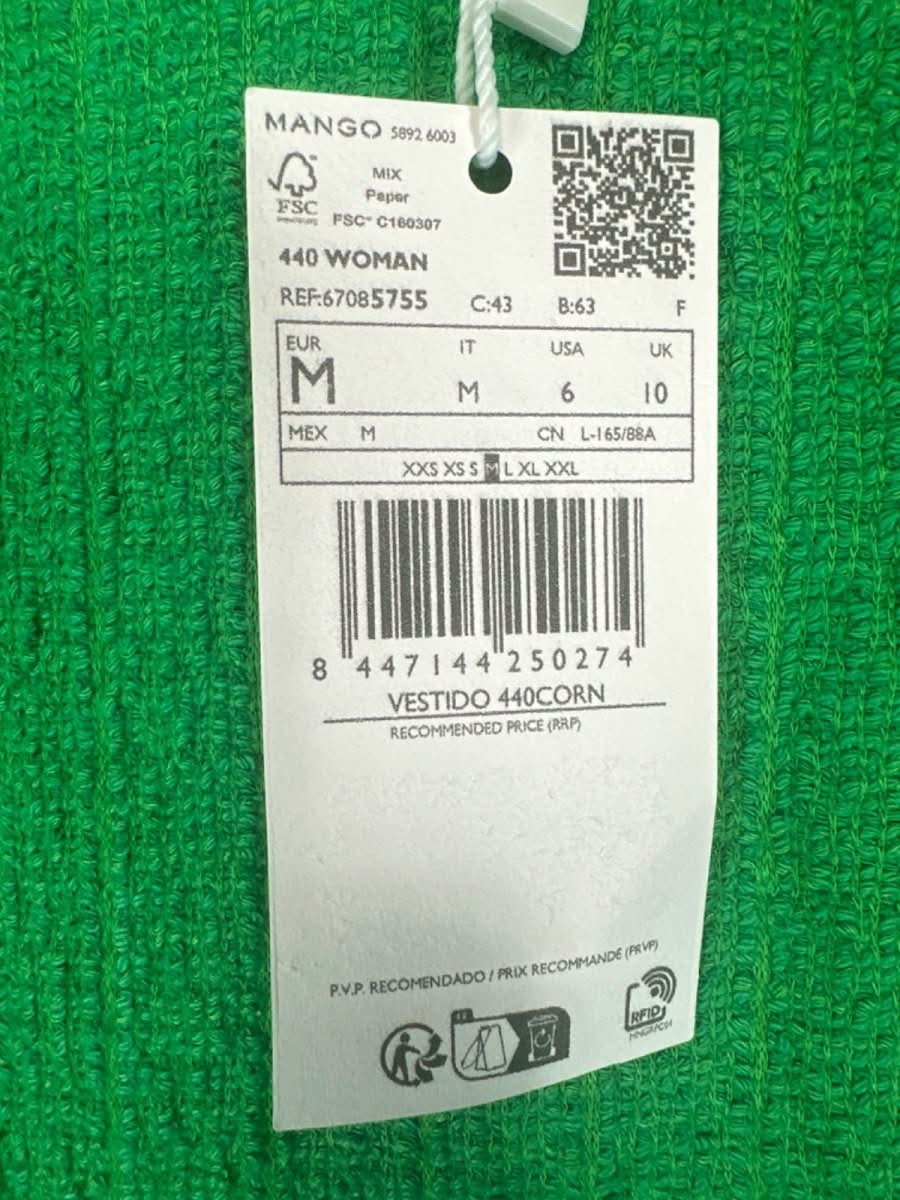 MANGO 5892 6003
MIX
Paper
FSC
FSC™ C160307
440 WOMAN
REF:67085755 C:43 B:63 F
EUR IT USA UK
M M 6 10
MEX M CN L-165/88A
XXS XS S M L XL XXL
8 447144 250274
VESTIDO 440CORN
RECOMMENDED PRICE (RRP)
P.V.P. RECOMENDADO / PRIX RECOMMANDÉ (PRVP)
RFID